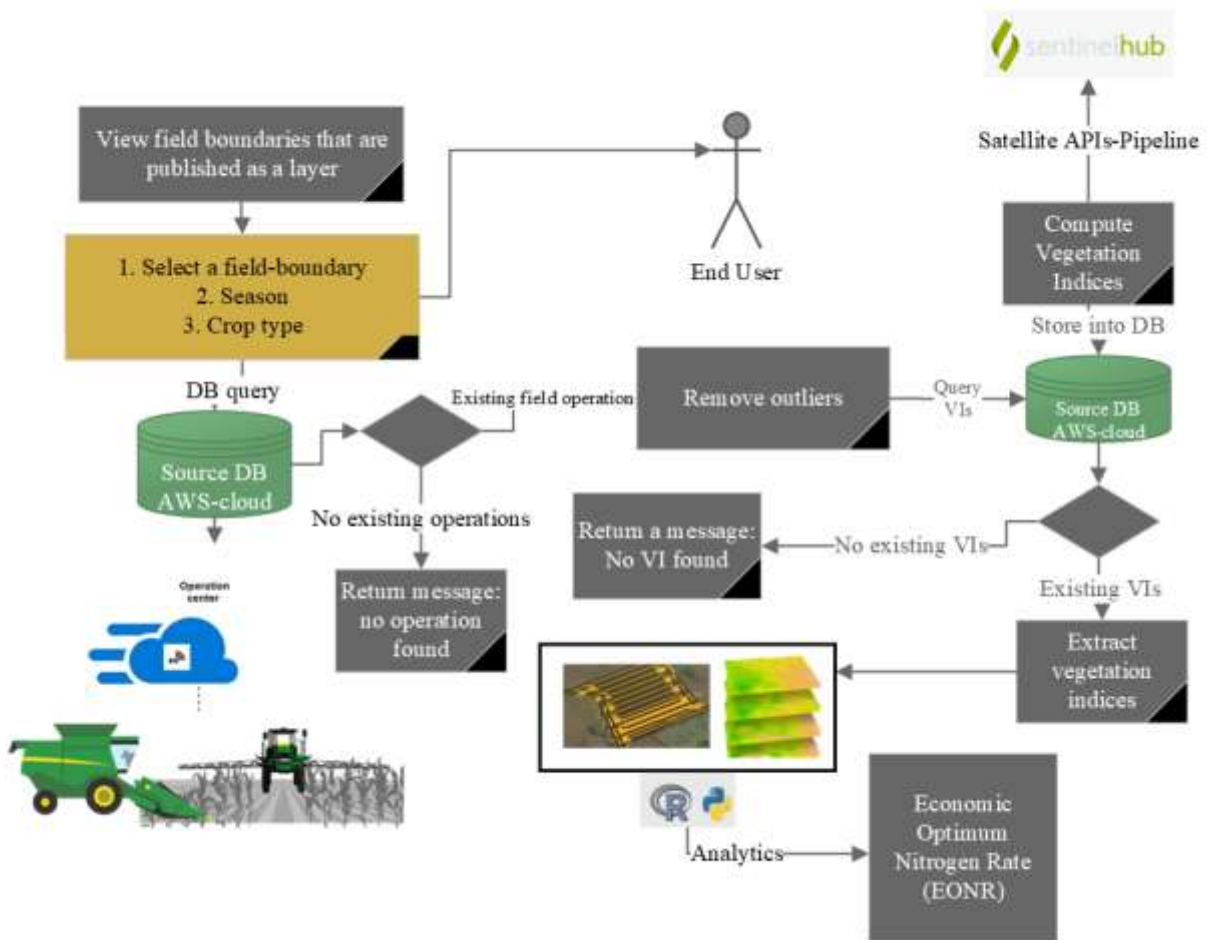 sentinelhub
View field boundaries that are
published as a layer
Satellite APIs-Pipeline
End User
Compute
Vegetation
Indices
1. Select a field-boundary
2. Season
3. Crop type
Store into DB
DB query
Existing field operation
Remove outliers
Query
VIs
Source DB
AWS-cloud
Source DB
AWS-cloud
No existing operations
Return a message:
No VI found
No existing VIs
Existing VIs
Operation
center
Return message:
no operation
found
Extract
vegetation
indices
R
Analytics
Economic
Optimum
Nitrogen Rate
(EONR)